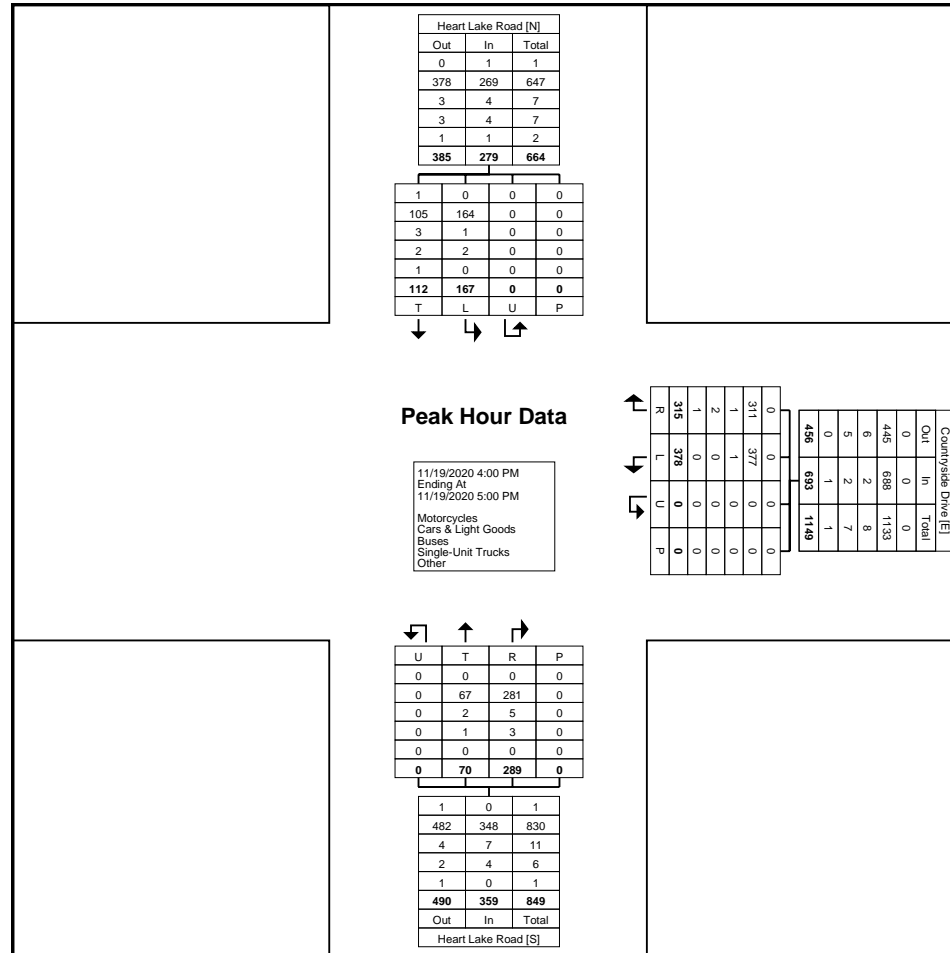 Heart Lake Road [N]
Out In Total
0 1 1
378 269 647
3 4 7
3 4 7
1 1 2
385 279 664
1 0 0 0
105 164 0 0
3 1 0 0
2 2 0 0
1 0 0 0
112 167 0 0
T L U P
Peak Hour Data
11/19/2020 4:00 PM
Ending At
11/19/2020 5:00 PM
Motorcycles
Cars & Light Goods
Buses
Single-Unit Trucks
Other
Countryside Drive [E]
Out In Total
0 0 0
445 688 1133
6 2 8
5 2 7
0 1 1
456 693 1149
0 0 0 0
311 377 0 0
1 1 0 0
2 0 0 0
1 0 0 0
315 378 0 0
R L U P
U T R P
0 0 0 0
0 67 281 0
0 2 5 0
0 1 3 0
0 0 0 0
0 70 289 0
1 0 1
482 348 830
4 7 11
2 4 6
1 0 1
490 359 849
Out In Total
Heart Lake Road [S]